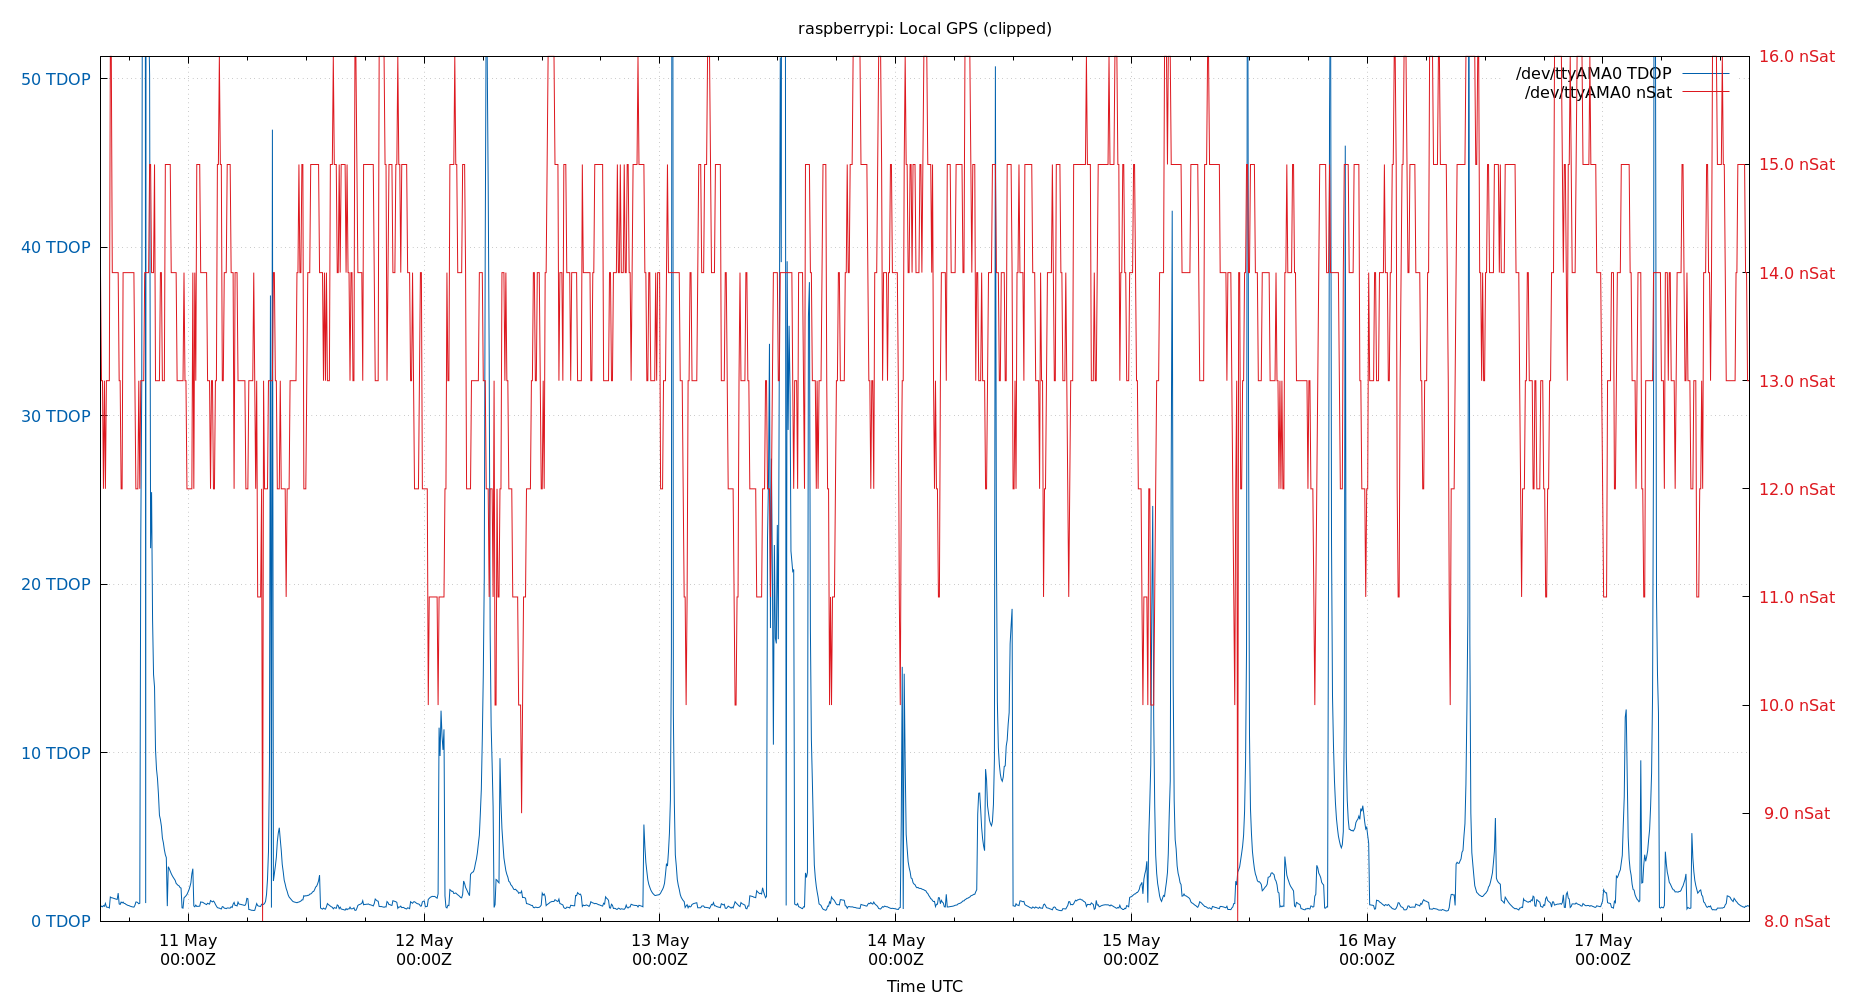 raspberrypi: Local GPS (clipped)
/dev/ttyAMA0 TDOP
/dev/ttyAMA0 nSat
50 TDOP
40 TDOP
30 TDOP
20 TDOP
10 TDOP
0 TDOP
16.0 nSat
15.0 nSat
14.0 nSat
13.0 nSat
12.0 nSat
11.0 nSat
10.0 nSat
9.0 nSat
8.0 nSat
11 May 12 May 13 May 14 May 15 May 16 May 17 May
00:00Z 00:00Z 00:00Z 00:00Z 00:00Z 00:00Z 00:00Z
Time UTC